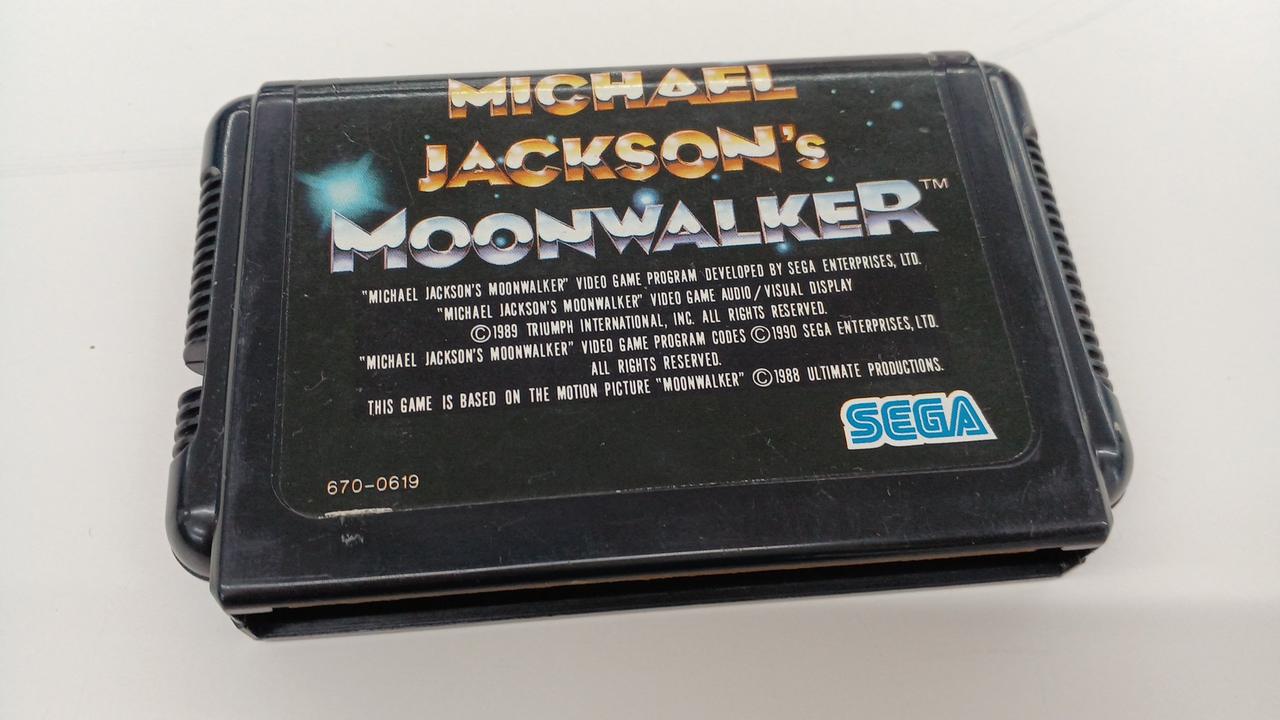 MICHAEL
JACKSON's
MOONWALKER™
"MICHAEL JACKSON'S MOONWALKER" VIDEO GAME PROGRAM DEVELOPED BY SEGA ENTERPRISES, LTD.
"MICHAEL JACKSON'S MOONWALKER" VIDEO GAME AUDIO/VISUAL DISPLAY
©1989 TRIUMPH INTERNATIONAL, INC. ALL RIGHTS RESERVED.
"MICHAEL JACKSON'S MOONWALKER" VIDEO GAME PROGRAM CODES ©1990 SEGA ENTERPRISES, LTD.
ALL RIGHTS RESERVED.
THIS GAME IS BASED ON THE MOTION PICTURE "MOONWALKER" ©1988 ULTIMATE PRODUCTIONS.
SEGA
670-0619